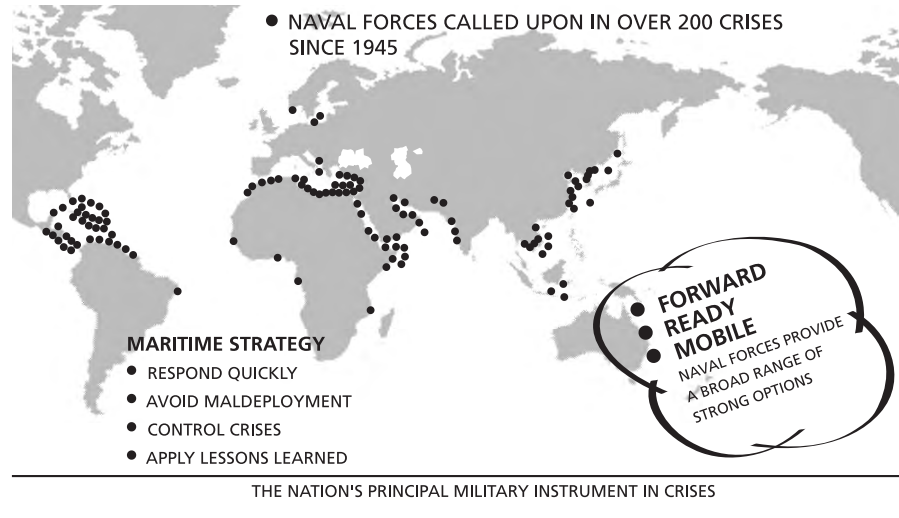 • NAVAL FORCES CALLED UPON IN OVER 200 CRISES
SINCE 1945
• FORWARD
• READY
• MOBILE
NAVAL FORCES PROVIDE
A BROAD RANGE OF
STRONG OPTIONS
MARITIME STRATEGY
• RESPOND QUICKLY
• AVOID MALDEPLOYMENT
• CONTROL CRISES
• APPLY LESSONS LEARNED
THE NATION'S PRINCIPAL MILITARY INSTRUMENT IN CRISES